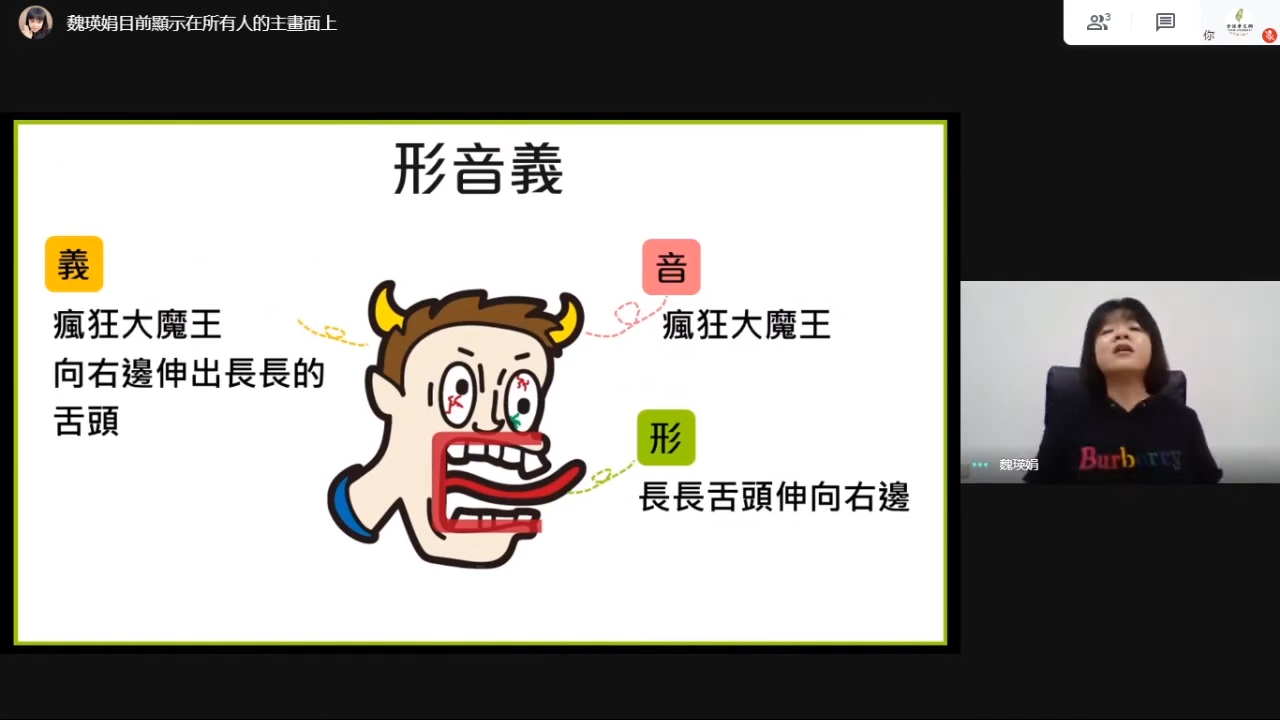 魏瑛娟目前顯示在所有人的主畫面上
3
你
形音義
義
瘋狂大魔王
向右邊伸出長長的
舌頭
音
瘋狂大魔王
形
長長舌頭伸向右邊
魏瑛娟
Burberry